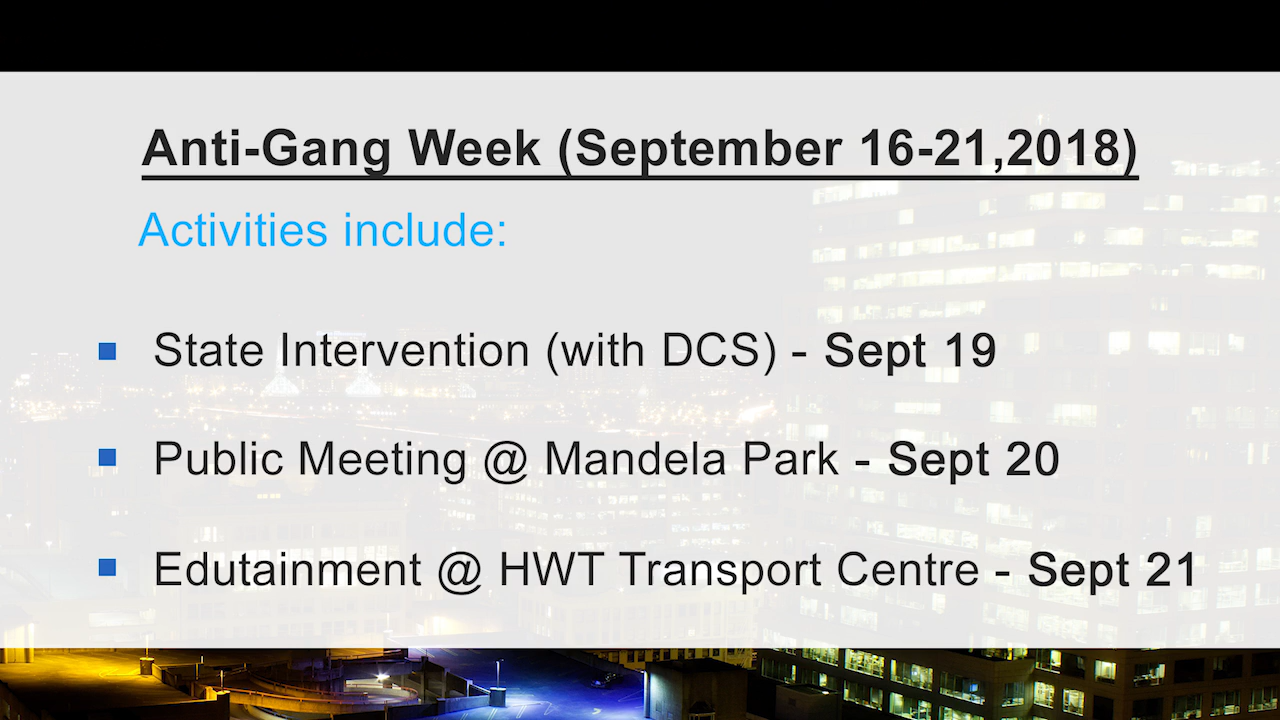 Anti-Gang Week (September 16-21,2018)
Activities include:
State Intervention (with DCS) - Sept 19
Public Meeting @ Mandela Park - Sept 20
Edutainment @ HWT Transport Centre - Sept 21